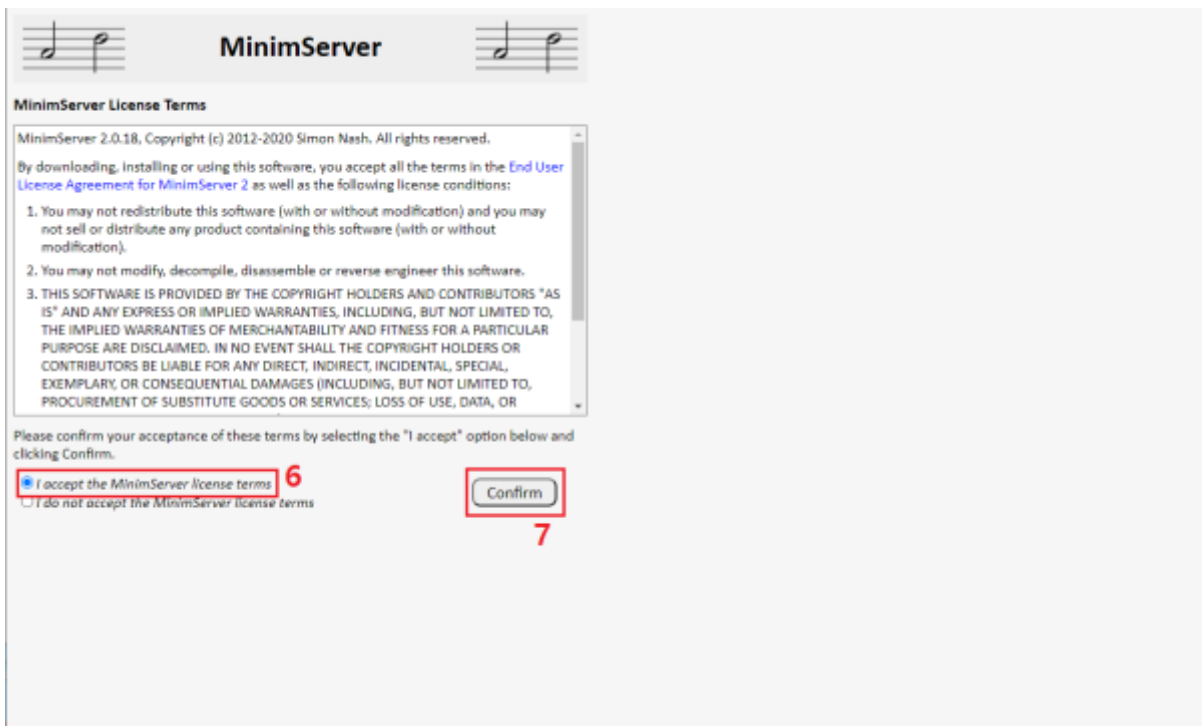 MinimServer
MinimServer License Terms
MinimServer 2.0.18, Copyright (c) 2012-2020 Simon Nash. All rights reserved.
By downloading, installing or using this software, you accept all the terms in the End User
License Agreement for MinimServer 2 as well as the following license conditions:
1. You may not redistribute this software (with or without modification) and you may
not sell or distribute any product containing this software (with or without
modification).
2. You may not modify, decompile, disassemble or reverse engineer this software.
3. THIS SOFTWARE IS PROVIDED BY THE COPYRIGHT HOLDERS AND CONTRIBUTORS "AS
IS" AND ANY EXPRESS OR IMPLIED WARRANTIES, INCLUDING, BUT NOT LIMITED TO,
THE IMPLIED WARRANTIES OF MERCHANTABILITY AND FITNESS FOR A PARTICULAR
PURPOSE ARE DISCLAIMED. IN NO EVENT SHALL THE COPYRIGHT HOLDERS OR
CONTRIBUTORS BE LIABLE FOR ANY DIRECT, INDIRECT, INCIDENTAL, SPECIAL,
EXEMPLARY, OR CONSEQUENTIAL DAMAGES (INCLUDING, BUT NOT LIMITED TO,
PROCUREMENT OF SUBSTITUTE GOODS OR SERVICES; LOSS OF USE, DATA, OR
Please confirm your acceptance of these terms by selecting the "I accept" option below and
clicking Confirm.
I accept the MinimServer license terms 6
I do not accept the MinimServer license terms
Confirm
7